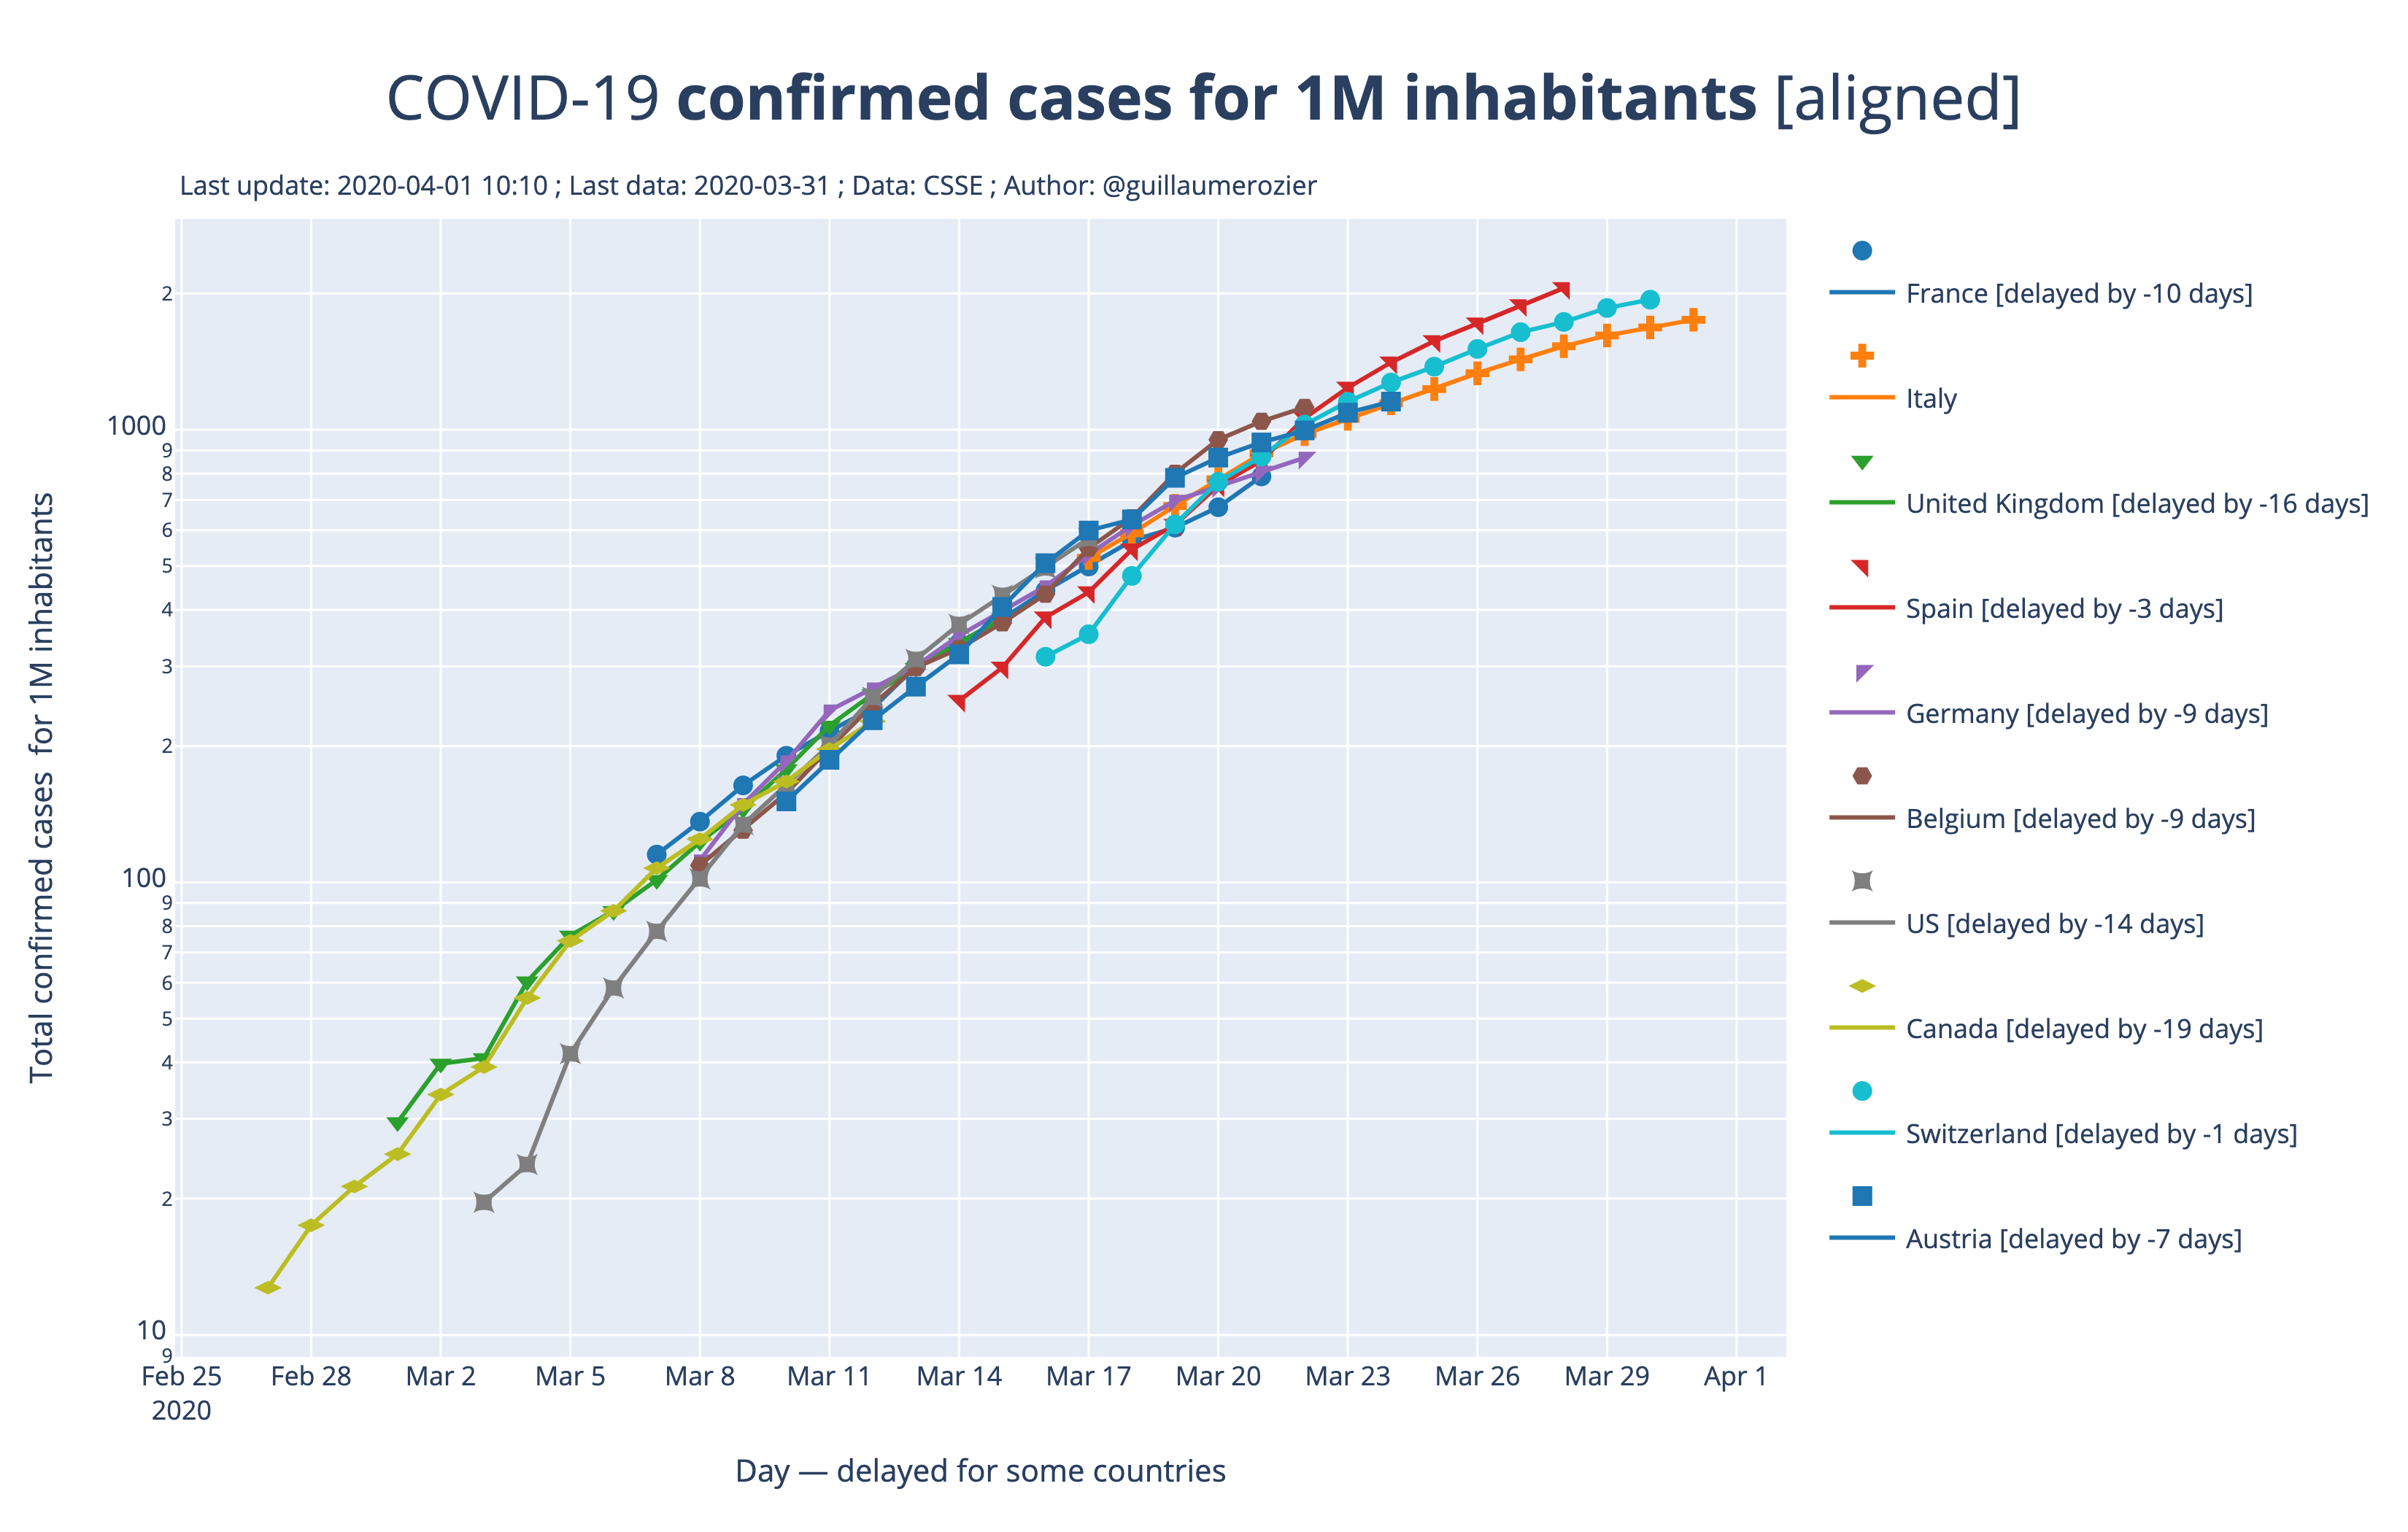 COVID-19 confirmed cases for 1M inhabitants [aligned]
Last update: 2020-04-01 10:10 ; Last data: 2020-03-31 ; Data: CSSE ; Author: @guillaumerozier
Total confirmed cases for 1M inhabitants
2
1000
9
8
7
6
5
4
3
2
100
9
8
7
6
5
4
3
2
10
9
Feb 25 Feb 28 Mar 2 Mar 5 Mar 8 Mar 11 Mar 14 Mar 17 Mar 20 Mar 23 Mar 26 Mar 29 Apr 1
2020
Day — delayed for some countries
France [delayed by -10 days]
Italy
United Kingdom [delayed by -16 days]
Spain [delayed by -3 days]
Germany [delayed by -9 days]
Belgium [delayed by -9 days]
US [delayed by -14 days]
Canada [delayed by -19 days]
Switzerland [delayed by -1 days]
Austria [delayed by -7 days]